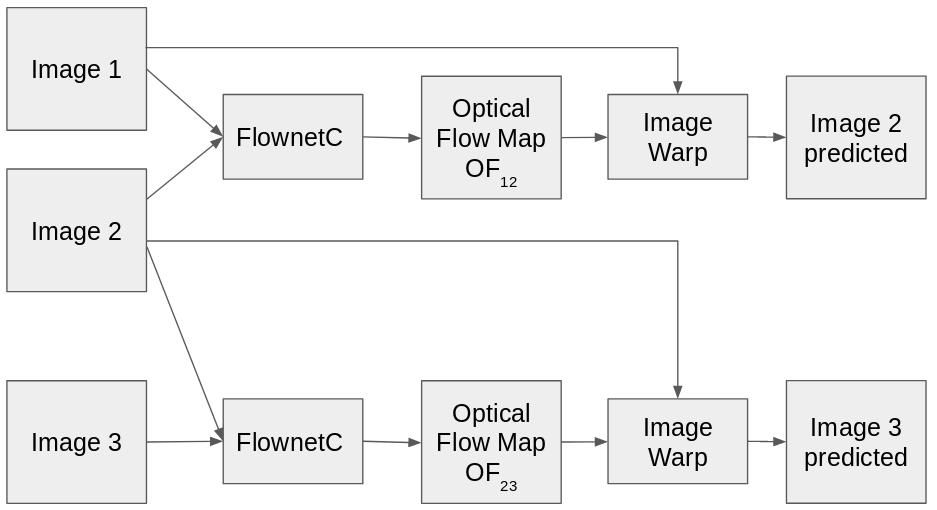 Image 1
FlownetC
Optical
Flow Map
OF12
Image
Warp
Image 2
predicted
Image 2
Image 3
FlownetC
Optical
Flow Map
OF23
Image
Warp
Image 3
predicted